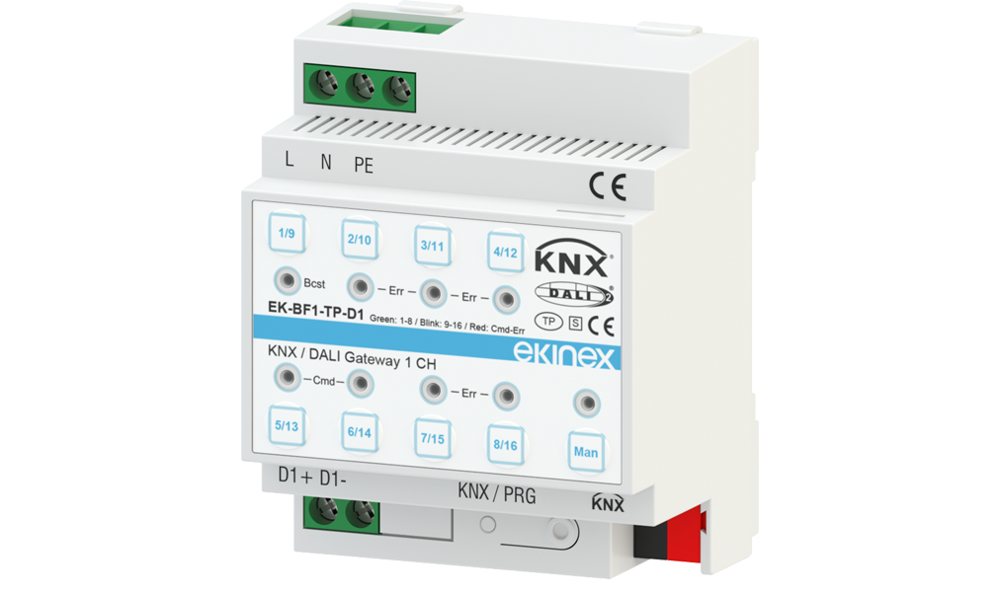 L N PE
CE
1/9 2/10 3/11 4/12
KNX®
Bcst Err Err
DALI 2®
EK-BF1-TP-D1 Green: 1-8 / Blink: 9-16 / Red: Cmd-Err
TP S CE
ekinex
KNX / DALI Gateway 1 CH
Cmd Err
5/13 6/14 7/15 8/16 Man
D1+ D1- KNX / PRG KNX